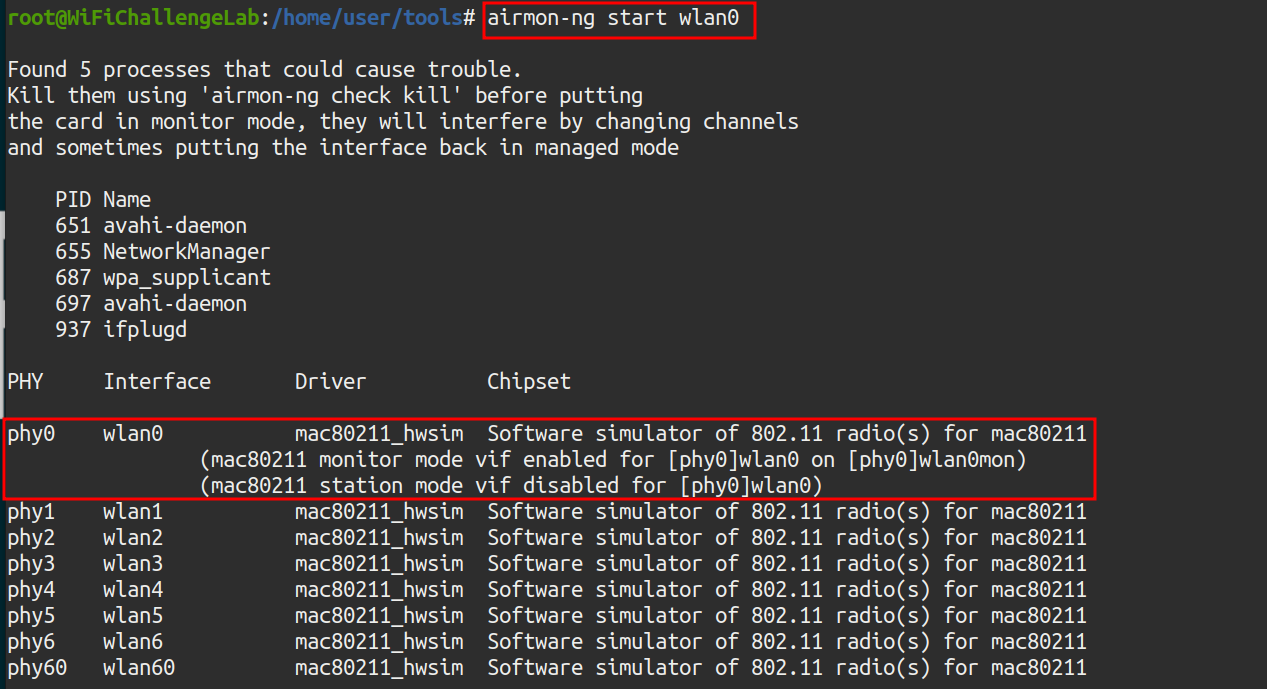 root@WiFiChallengeLab:/home/user/tools# airmon-ng start wlan0
Found 5 processes that could cause trouble.
Kill them using 'airmon-ng check kill' before putting
the card in monitor mode, they will interfere by changing channels
and sometimes putting the interface back in managed mode
PID Name
651 avahi-daemon
655 NetworkManager
687 wpa_supplicant
697 avahi-daemon
937 ifplugd
PHY Interface Driver Chipset
phy0 wlan0 mac80211_hwsim Software simulator of 802.11 radio(s) for mac80211
(mac80211 monitor mode vif enabled for [phy0]wlan0 on [phy0]wlan0mon)
(mac80211 station mode vif disabled for [phy0]wlan0)
phy1 wlan1 mac80211_hwsim Software simulator of 802.11 radio(s) for mac80211
phy2 wlan2 mac80211_hwsim Software simulator of 802.11 radio(s) for mac80211
phy3 wlan3 mac80211_hwsim Software simulator of 802.11 radio(s) for mac80211
phy4 wlan4 mac80211_hwsim Software simulator of 802.11 radio(s) for mac80211
phy5 wlan5 mac80211_hwsim Software simulator of 802.11 radio(s) for mac80211
phy6 wlan6 mac80211_hwsim Software simulator of 802.11 radio(s) for mac80211
phy60 wlan60 mac80211_hwsim Software simulator of 802.11 radio(s) for mac80211